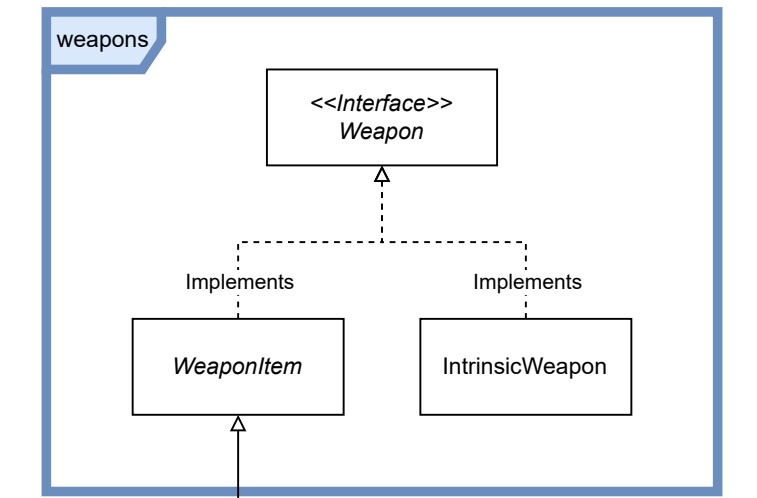 weapons
<<Interface>>
Weapon
Implements
Implements
WeaponItem
IntrinsicWeapon